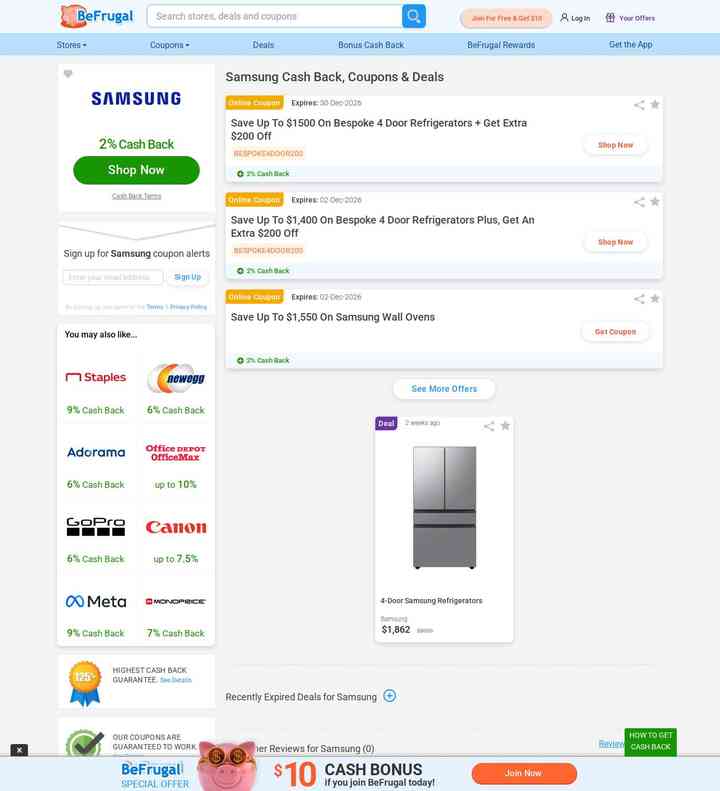 BeFrugal
Search stores, deals and coupons
Join For Free & Get $10
Log In
Your Offers
Stores
Coupons
Deals
Bonus Cash Back
BeFrugal Rewards
Get the App
SAMSUNG
2% Cash Back
Shop Now
Cash Back Terms
Sign up for Samsung coupon alerts
Enter your email address
Sign Up
Terms & Privacy Policy
You may also like...
Staples
newegg
9% Cash Back
6% Cash Back
Adorama
Office DEPOT
OfficeMax
6% Cash Back
up to 10%
GoPro
Canon
6% Cash Back
up to 7.5%
Meta
MONOPRICE
9% Cash Back
7% Cash Back
125%
HIGHEST CASH BACK
GUARANTEE. See Details
OUR COUPONS ARE
GUARANTEED TO WORK.
Samsung Cash Back, Coupons & Deals
Online Coupon
Expires: 30-Dec-2026
Save Up To $1500 On Bespoke 4 Door Refrigerators + Get Extra
$200 Off
BESPOKE4DOOR200
Shop Now
2% Cash Back
Online Coupon
Expires: 02-Dec-2026
Save Up To $1,400 On Bespoke 4 Door Refrigerators Plus, Get An
Extra $200 Off
BESPOKE4DOOR200
Shop Now
2% Cash Back
Online Coupon
Expires: 02-Dec-2026
Save Up To $1,550 On Samsung Wall Ovens
Get Coupon
2% Cash Back
See More Offers
Deal
2 weeks ago
4-Door Samsung Refrigerators
Samsung
$1,862
Recently Expired Deals for Samsung
er Reviews for Samsung (0)
Review
HOW TO GET
CASH BACK
x
BeFrugal
SPECIAL OFFER
$10 CASH BONUS
if you join BeFrugal today!
Join Now